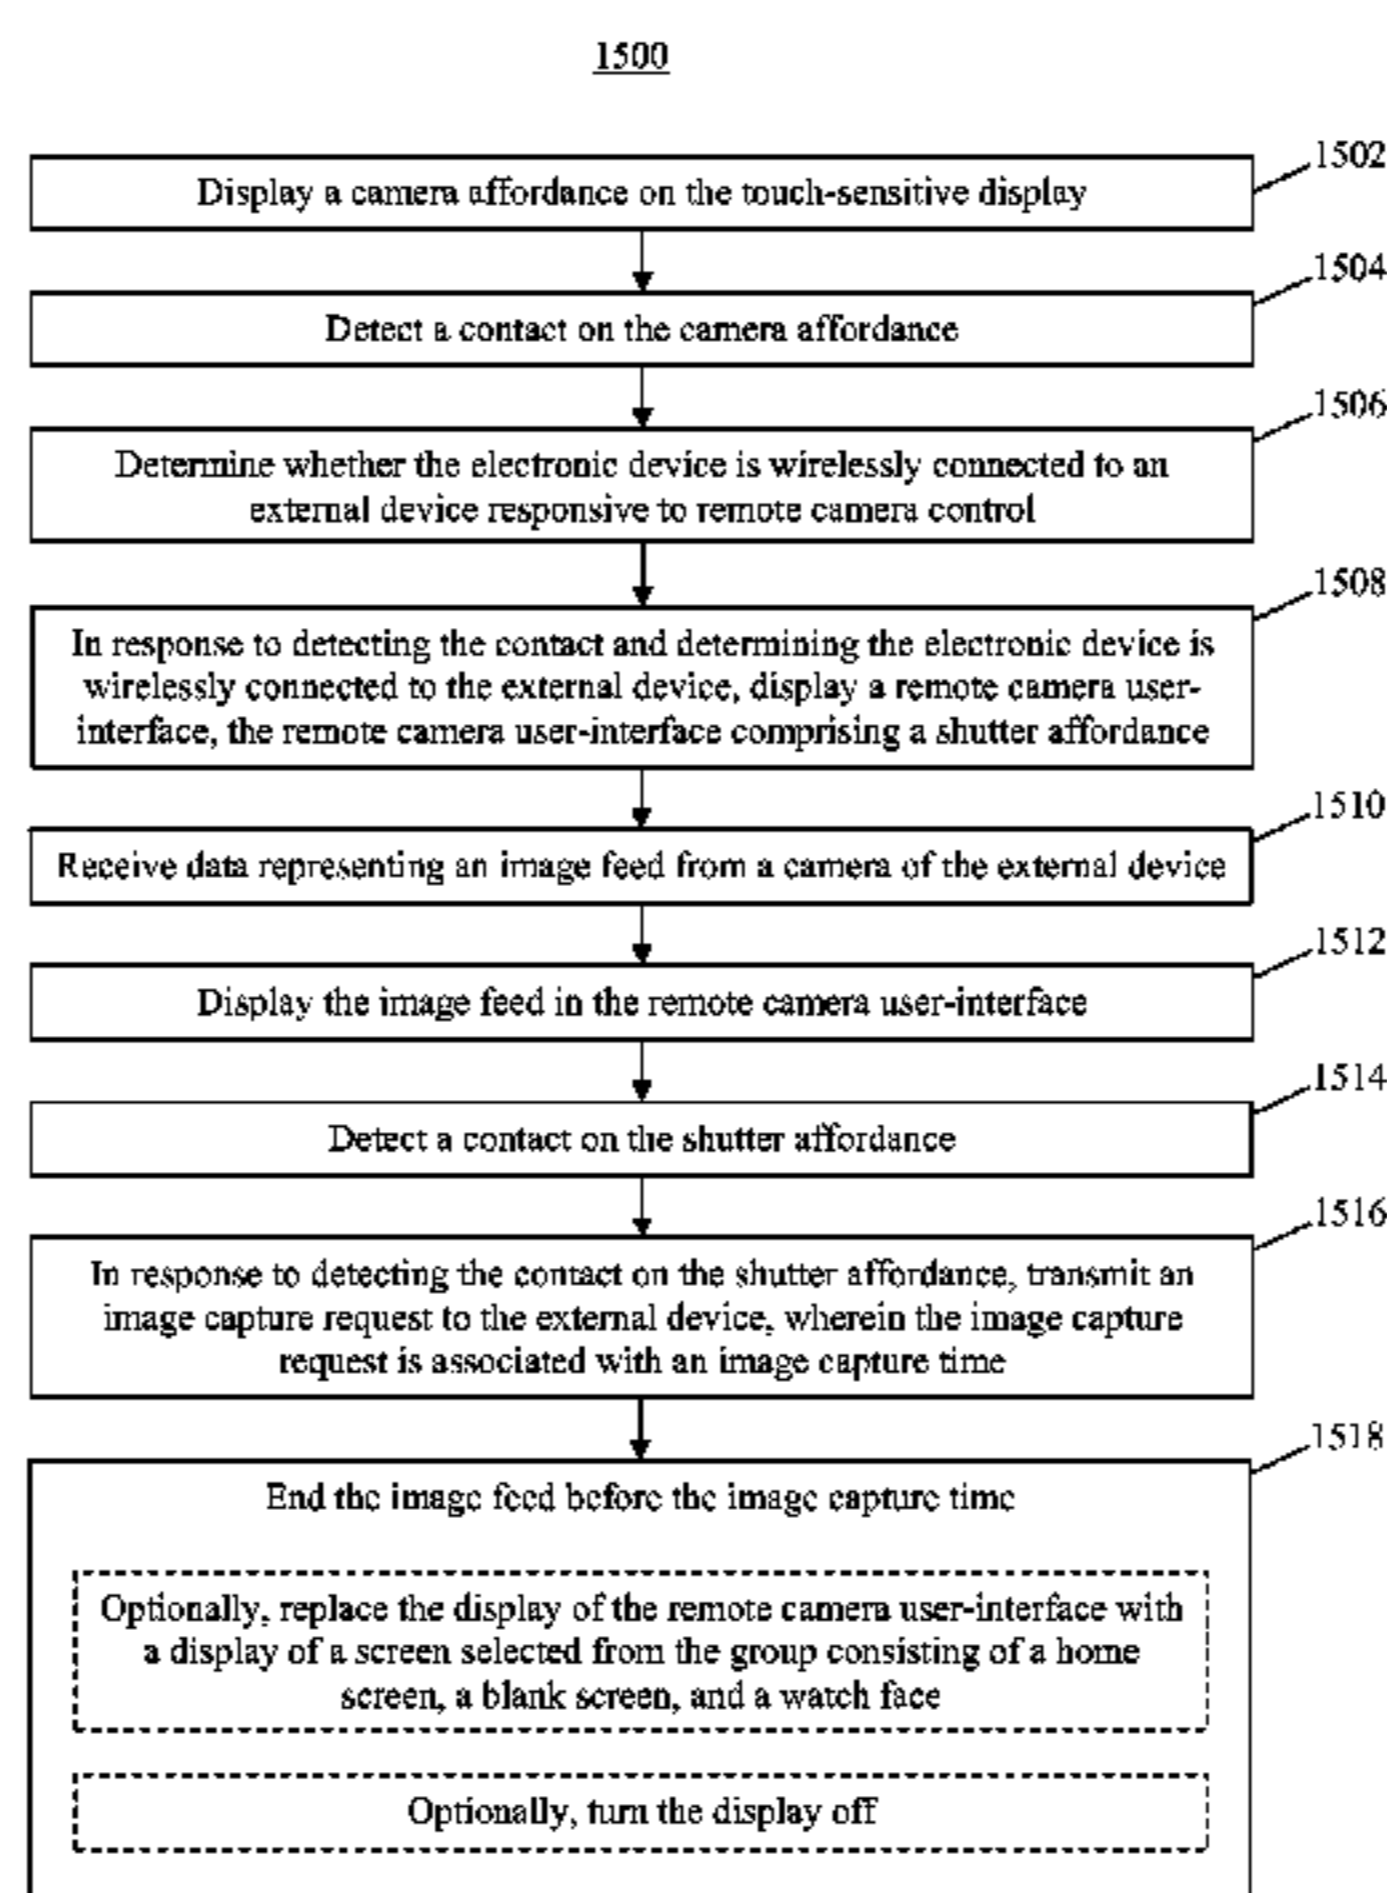 1500
1502
Display a camera affordance on the touch-sensitive display
1504
Detect a contact on the camera affordance
1506
Determine whether the electronic device is wirelessly connected to an
external device responsive to remote camera control
1508
In response to detecting the contact and determining the electronic device is
wirelessly connected to the external device, display a remote camera user-
interface, the remote camera user-interface comprising a shutter affordance
1510
Receive data representing an image feed from a camera of the external device
1512
Display the image feed in the remote camera user-interface
1514
Detect a contact on the shutter affordance
1516
In response to detecting the contact on the shutter affordance, transmit an
image capture request to the external device, wherein the image capture
request is associated with an image capture time
1518
End the image feed before the image capture time
Optionally, replace the display of the remote camera user-interface with
a display of a screen selected from the group consisting of a home
screen, a blank screen, and a watch face
Optionally, turn the display off